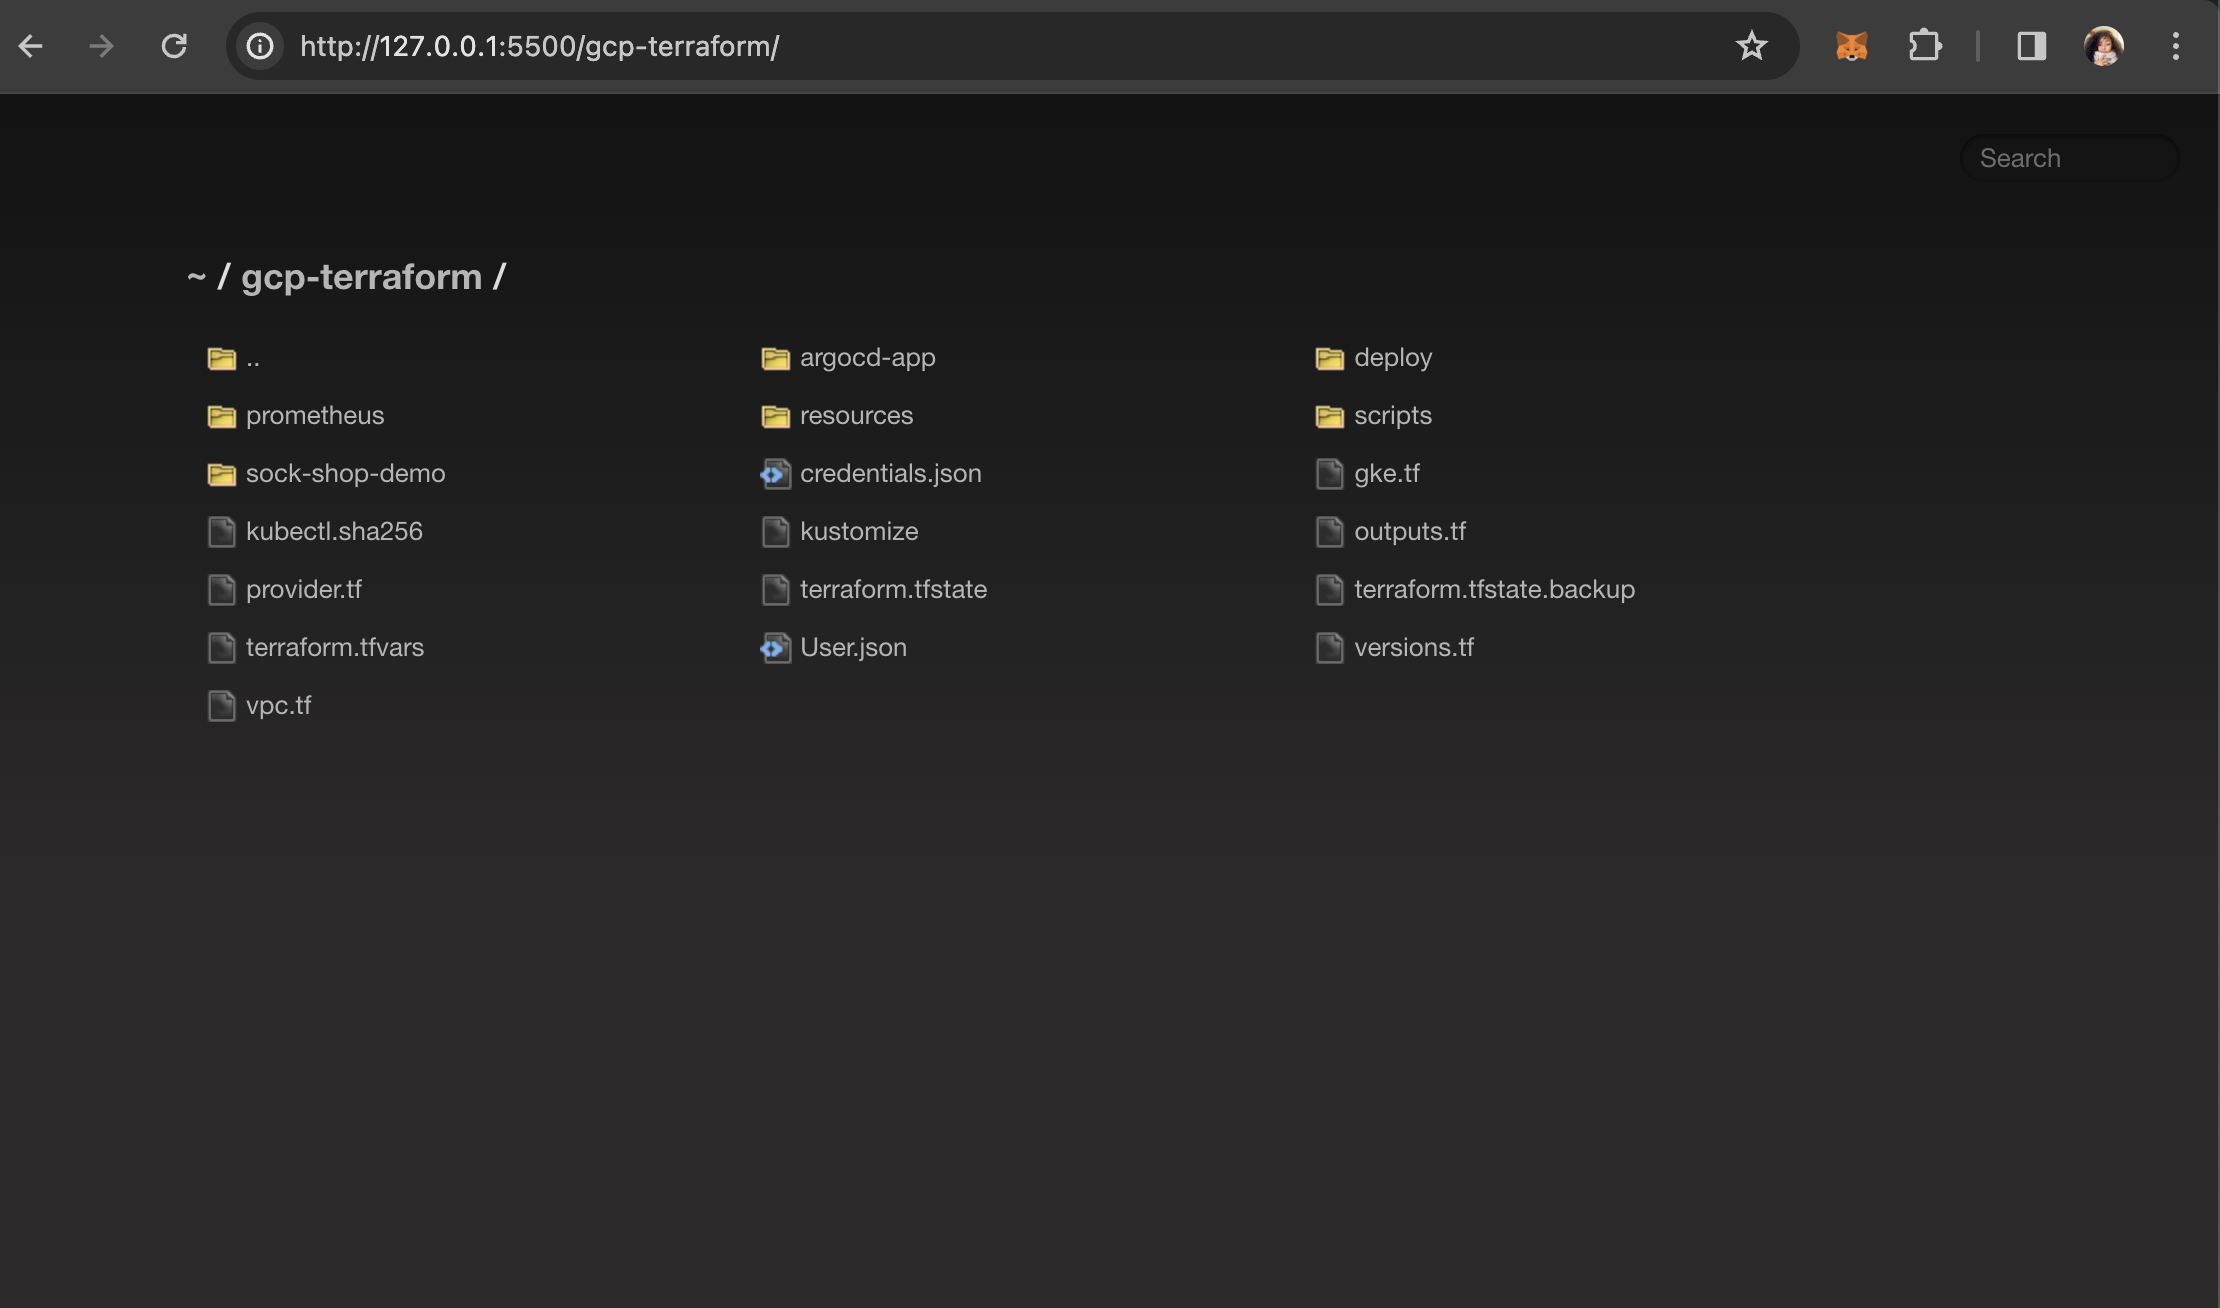 http://127.0.0.1:5500/gcp-terraform/
Search
~ / gcp-terraform /
.. argocd-app deploy
prometheus resources scripts
sock-shop-demo credentials.json gke.tf
kubectl.sha256 kustomize outputs.tf
provider.tf terraform.tfstate terraform.tfstate.backup
terraform.tfvars User.json versions.tf
vpc.tf